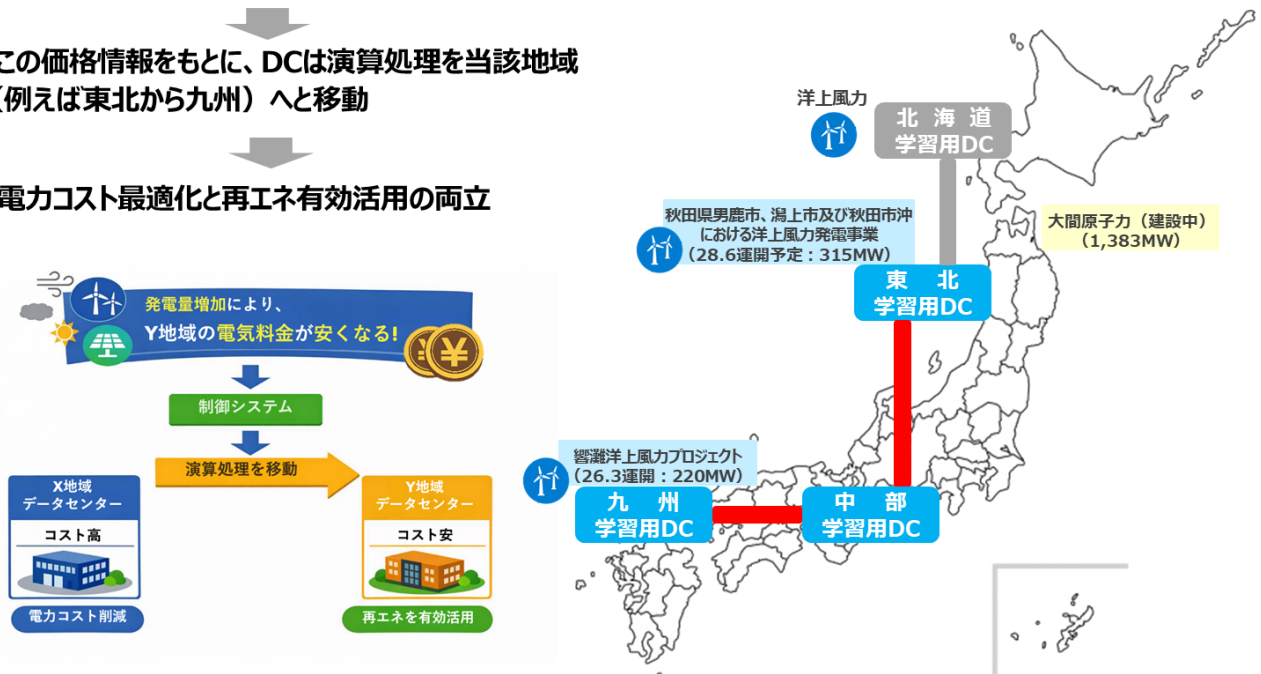 この価格情報をもとに、DCは演算処理を当該地域
（例えば東北から九州）へと移動
電力コスト最適化と再エネ有効活用の両立
発電量増加により、
Y地域の電気料金が安くなる!
制御システム
演算処理を移動
X地域
データセンター
コスト高
電力コスト削減
Y地域
データセンター
コスト安
再エネを有効活用
洋上風力
北海道
学習用DC
秋田県男鹿市、潟上市及び秋田市沖
における洋上風力発電事業
（28.6運開予定：315MW）
大間原子力（建設中）
（1,383MW）
東北
学習用DC
響灘洋上風力プロジェクト
（26.3運開：220MW）
九州
学習用DC
中部
学習用DC